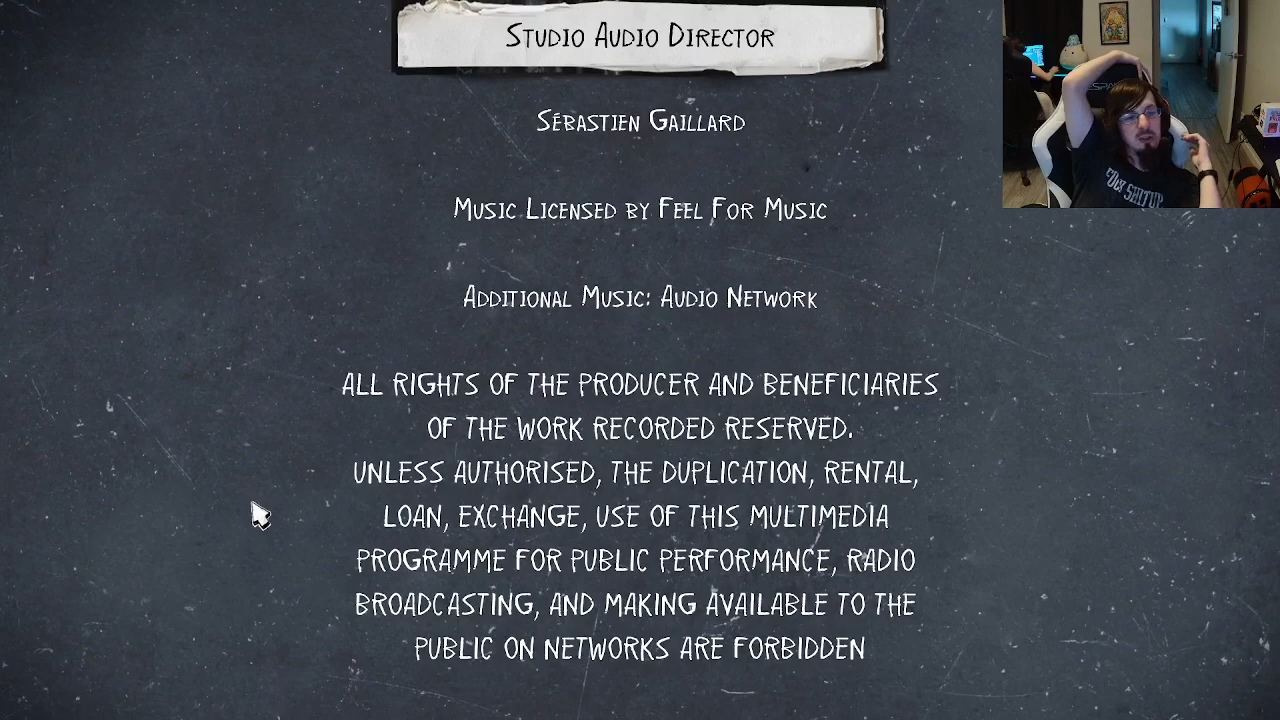 STUDIO AUDIO DIRECTOR
SÉBASTIEN GAILLARD
MUSIC LICENSED BY FEEL FOR MUSIC
ADDITIONAL MUSIC: AUDIO NETWORK
ALL RIGHTS OF THE PRODUCER AND BENEFICIARIES
OF THE WORK RECORDED RESERVED.
UNLESS AUTHORISED, THE DUPLICATION, RENTAL,
LOAN, EXCHANGE, USE OF THIS MULTIMEDIA
PROGRAMME FOR PUBLIC PERFORMANCE, RADIO
BROADCASTING, AND MAKING AVAILABLE TO THE
PUBLIC ON NETWORKS ARE FORBIDDEN